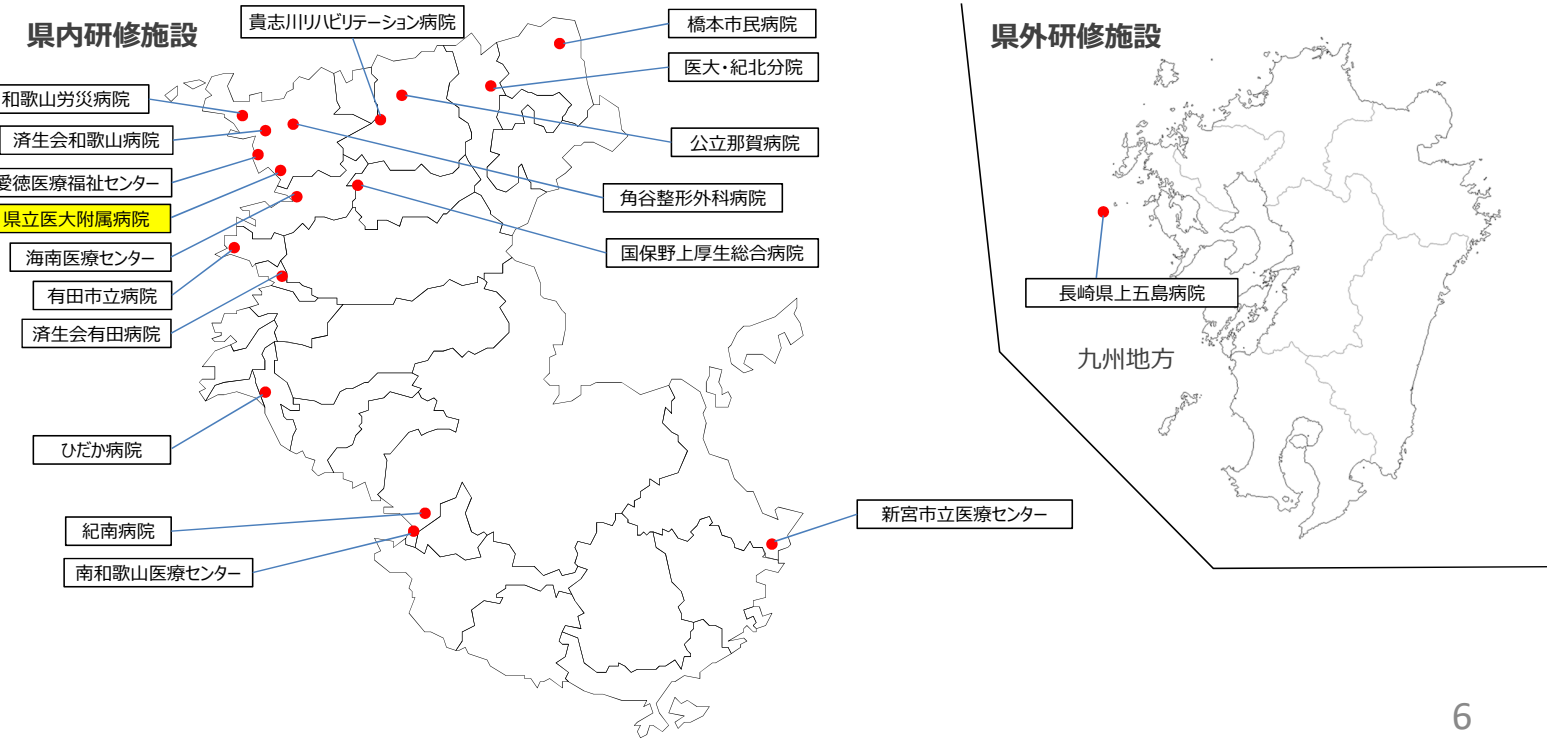 県内研修施設
貴志川リハビリテーション病院
橋本市民病院
医大・紀北分院
和歌山労災病院
済生会和歌山病院
公立那賀病院
愛徳医療福祉センター
角谷整形外科病院
県立医大附属病院
海南医療センター
国保野上厚生総合病院
有田市立病院
済生会有田病院
ひだか病院
紀南病院
南和歌山医療センター
新宮市立医療センター
県外研修施設
長崎県上五島病院
九州地方
6